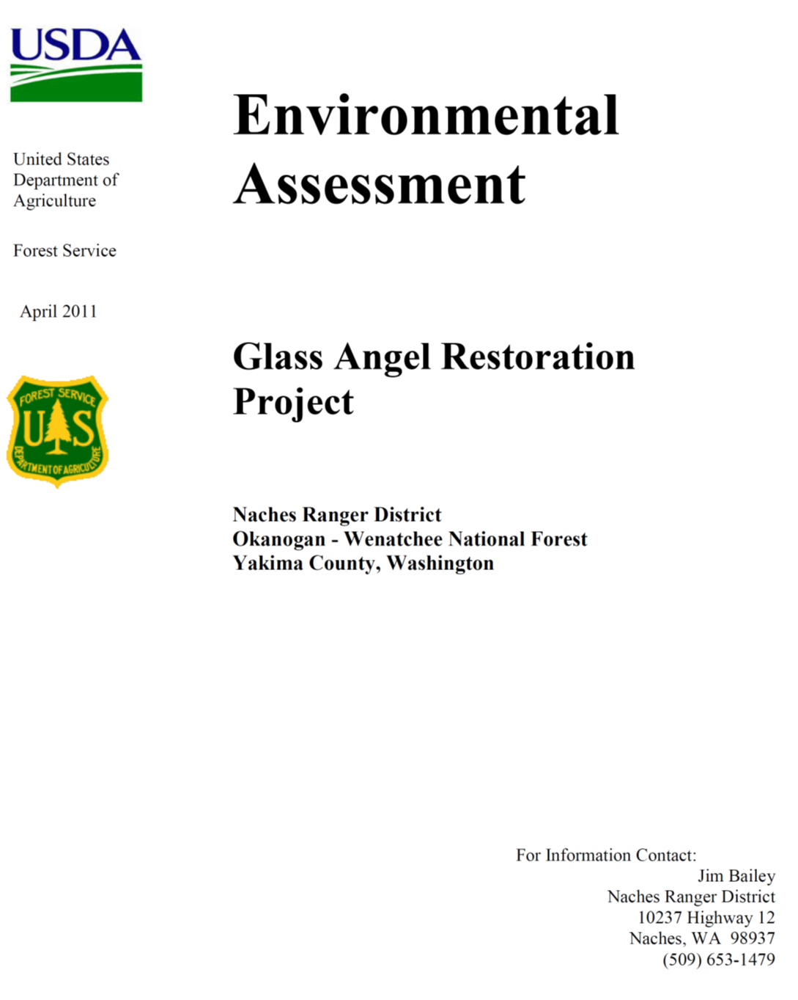 USDA
United States
Department of
Agriculture
Forest Service
April 2011
FOREST SERVICE
U S
DEPARTMENT OF AGRICULTURE
Environmental
Assessment
Glass Angel Restoration
Project
Naches Ranger District
Okanogan - Wenatchee National Forest
Yakima County, Washington
For Information Contact:
Jim Bailey
Naches Ranger District
10237 Highway 12
Naches, WA  98937
(509) 653-1479